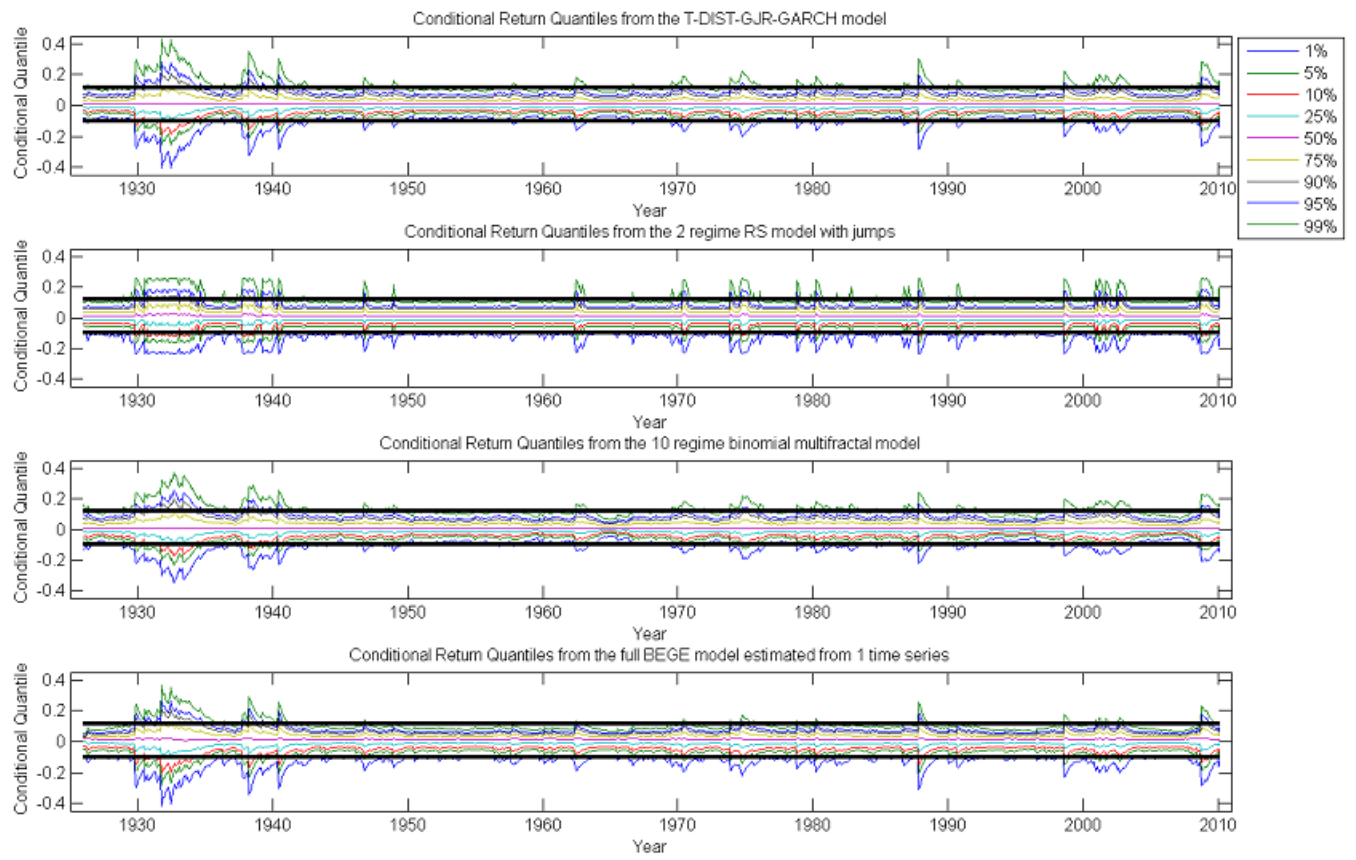 Conditional Return Quantiles from the T-DIST-GJR-GARCH model
Conditional Quantile
0.4
0.2
0
-0.2
-0.4
1930 1940 1950 1960 1970 1980 1990 2000 2010
Year
1%
5%
10%
25%
50%
75%
90%
95%
99%
Conditional Return Quantiles from the 2 regime RS model with jumps
Conditional Quantile
0.4
0.2
0
-0.2
-0.4
1930 1940 1950 1960 1970 1980 1990 2000 2010
Year
Conditional Return Quantiles from the 10 regime binomial multifractal model
Conditional Quantile
0.4
0.2
0
-0.2
-0.4
1930 1940 1950 1960 1970 1980 1990 2000 2010
Year
Conditional Return Quantiles from the full BEGE model estimated from 1 time series
Conditional Quantile
0.4
0.2
0
-0.2
-0.4
1930 1940 1950 1960 1970 1980 1990 2000 2010
Year